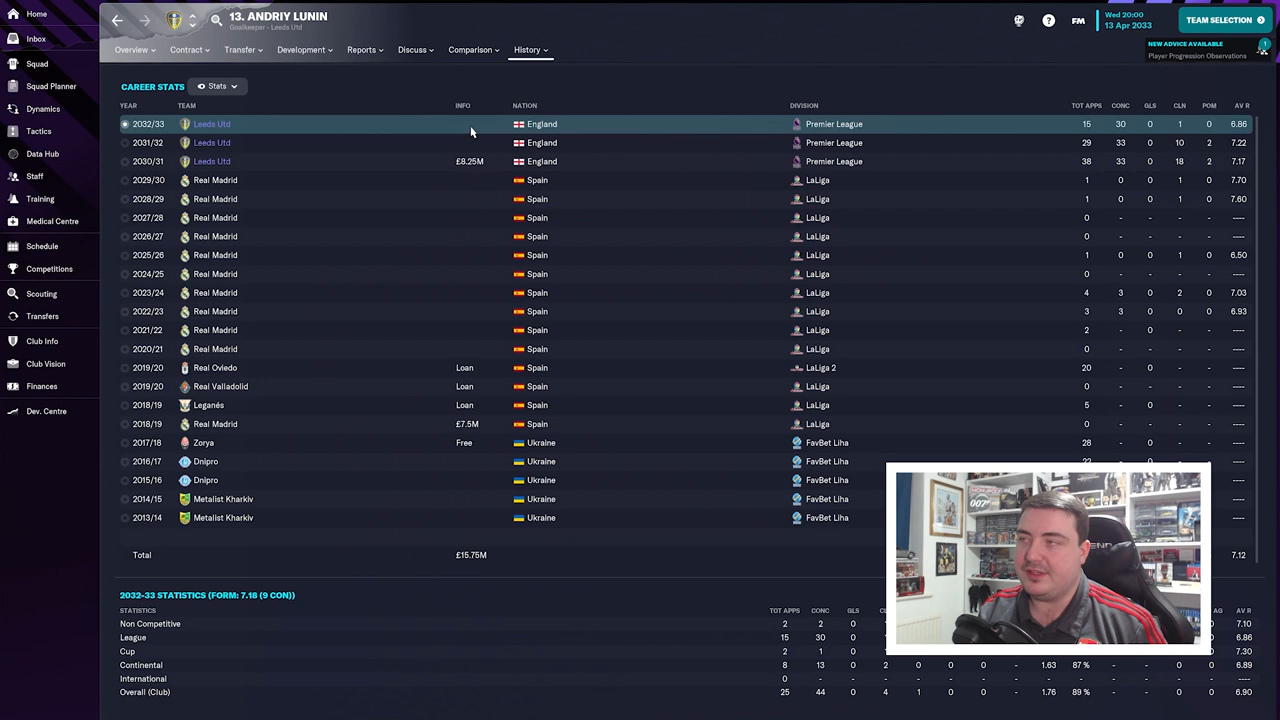 Home
Inbox
Squad
Squad Planner
Dynamics
Tactics
Data Hub
Staff
Training
Medical Centre
Schedule
Competitions
Scouting
Transfers
Club Info
Club Vision
Finances
Dev. Centre
13. ANDRIY LUNIN
Goalkeeper - Leeds Utd
FM
Wed 20:00
13 Apr 2033
TEAM SELECTION
Overview Contract Transfer Development Reports Discuss Comparison History
NEW ADVICE AVAILABLE 1
Player Progression Observations
CAREER STATS Stats
YEAR TEAM INFO NATION DIVISION TOT APPS CONC GLS CLN POM AV R
2032/33 Leeds Utd England Premier League 15 30 0 1 0 6.86
2031/32 Leeds Utd England Premier League 29 33 0 10 2 7.22
2030/31 Leeds Utd £8.25M England Premier League 38 33 0 18 2 7.17
2029/30 Real Madrid Spain LaLiga 1 0 0 1 0 7.70
2028/29 Real Madrid Spain LaLiga 1 0 0 1 0 7.60
2027/28 Real Madrid Spain LaLiga 0 - - - - ----
2026/27 Real Madrid Spain LaLiga 0 - - - - ----
2025/26 Real Madrid Spain LaLiga 1 0 0 1 0 6.50
2024/25 Real Madrid Spain LaLiga 0 - - - - ----
2023/24 Real Madrid Spain LaLiga 4 3 0 2 0 7.03
2022/23 Real Madrid Spain LaLiga 3 3 0 0 0 6.93
2021/22 Real Madrid Spain LaLiga 2 - 0 - - ----
2020/21 Real Madrid Spain LaLiga 0 - - - - ----
2019/20 Real Oviedo Loan Spain LaLiga 2 20 - 0 - - ----
2019/20 Real Valladolid Loan Spain LaLiga 0 - - - - ----
2018/19 Leganés Loan Spain LaLiga 5 - 0 - - ----
2018/19 Real Madrid £7.5M Spain LaLiga 0 - - - - ----
2017/18 Zorya Free Ukraine FavBet Liha 28 - 0 - - ----
2016/17 Dnipro Ukraine FavBet Liha 22 - 0 - - ----
2015/16 Dnipro Ukraine FavBet Liha ----
2014/15 Metalist Kharkiv Ukraine FavBet Liha ----
2013/14 Metalist Kharkiv Ukraine FavBet Liha ----
Total £15.75M 7.12
2032-33 STATISTICS (FORM: 7.18 (9 CON))
STATISTICS TOT APPS CONC GLS AG AV R
Non Competitive 2 2 0 0 7.10
League 15 30 0 0 6.86
Cup 2 1 0 0 7.30
Continental 8 13 0 2 0 0 - 1.63 87 % - - 0 0 6.89
International 0 - - - - - - - - - - - - ----
Overall (Club) 25 44 0 4 1 0 - 1.76 89 % - - 0 0 6.90
007